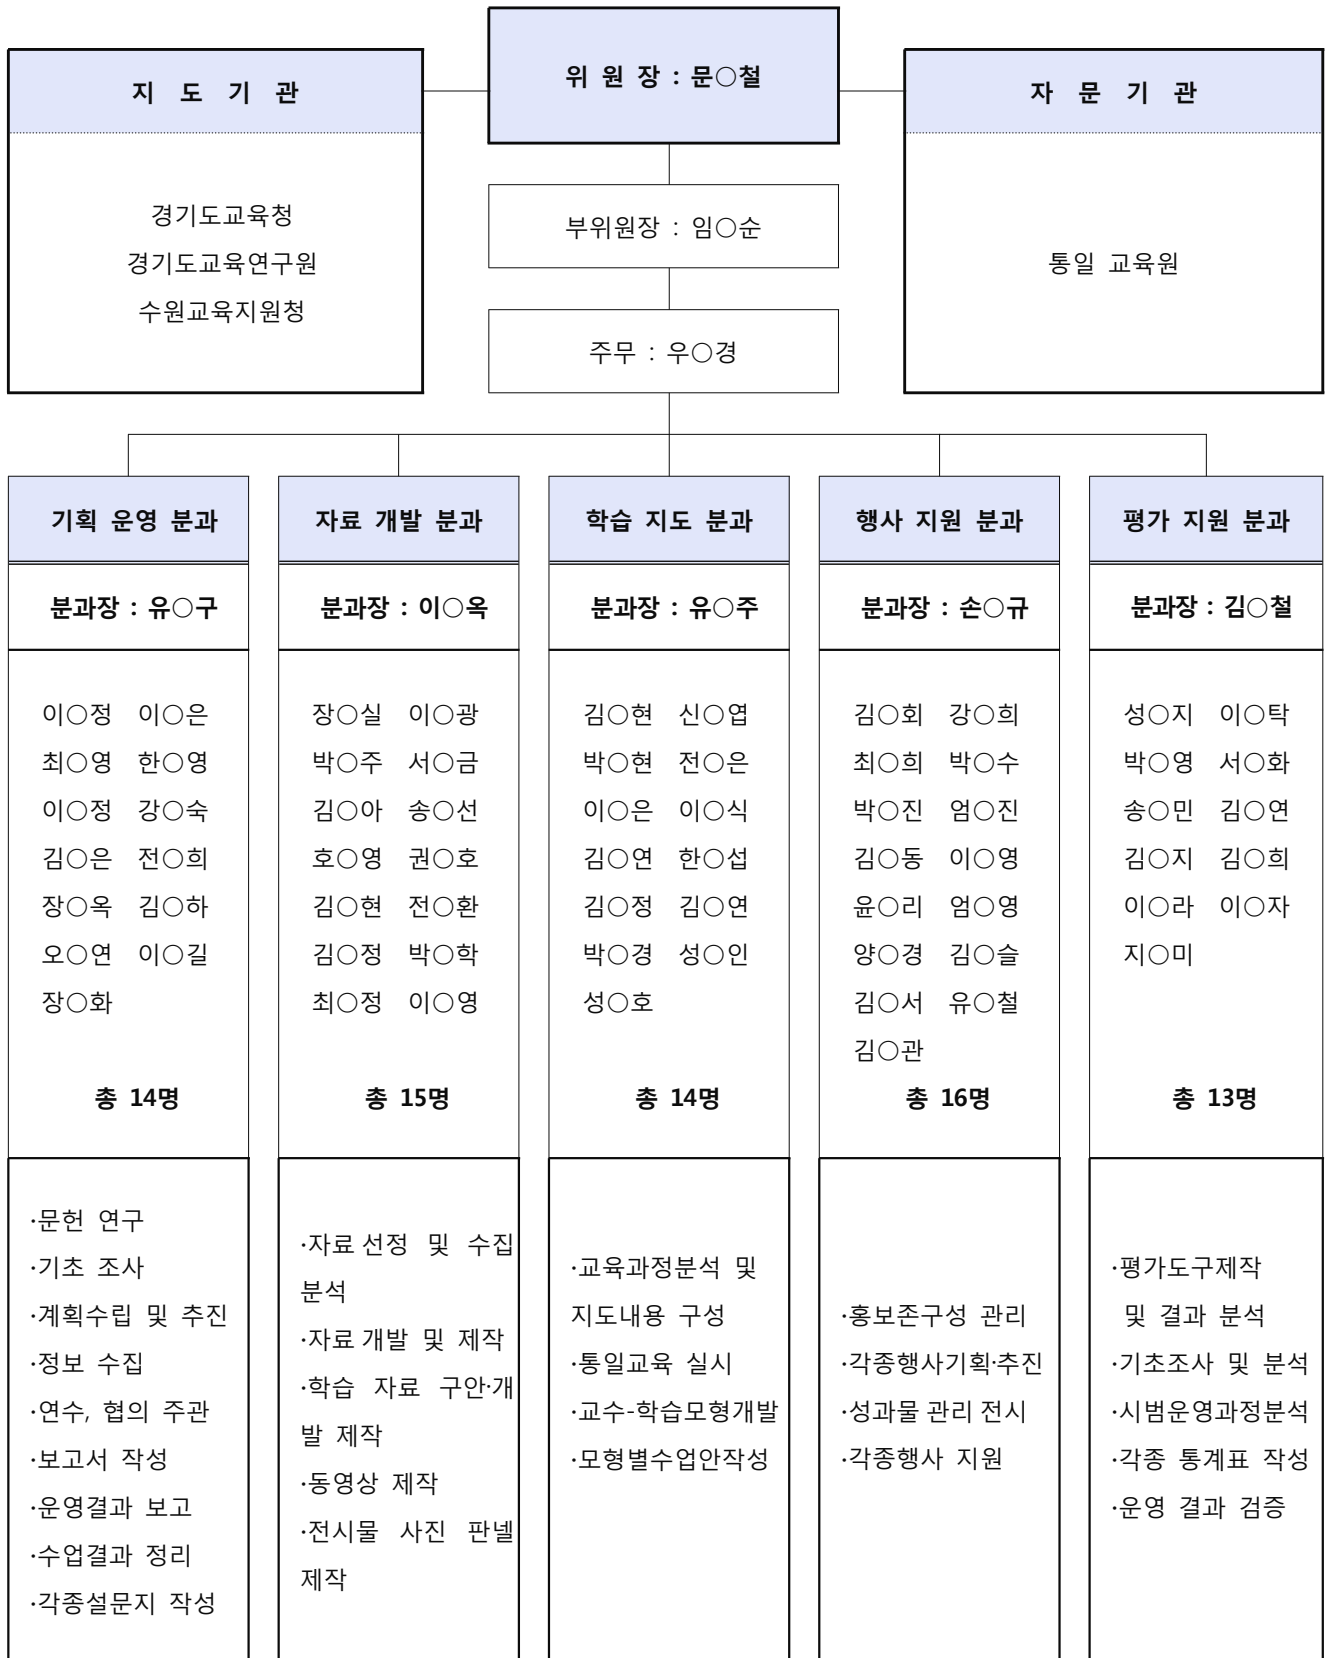 위 원 장 : 문○철
지 도 기 관
경기도교육청
경기도교육연구원
수원교육지원청
자 문 기 관
통일 교육원
부위원장 : 임○순
주무 : 우○경
기획 운영 분과
분과장 : 유○구
이○정 이○은
최○영 한○영
이○정 강○숙
김○은 전○희
장○옥 김○하
오○연 이○길
장○화
총 14명
·문헌 연구
·기초 조사
·계획수립 및 추진
·정보 수집
·연수, 협의 주관
·보고서 작성
·운영결과 보고
·수업결과 정리
·각종설문지 작성
자료 개발 분과
분과장 : 이○옥
장○실 이○광
박○주 서○금
김○아 송○선
호○영 권○호
김○현 전○환
김○정 박○학
최○정 이○영
총 15명
·자료 선정 및 수집
분석
·자료 개발 및 제작
·학습 자료 구안·개
발 제작
·동영상 제작
·전시물 사진 판넬
제작
학습 지도 분과
분과장 : 유○주
김○현 신○엽
박○현 전○은
이○은 이○식
김○연 한○섭
김○정 김○연
박○경 성○인
성○호
총 14명
·교육과정분석 및
지도내용 구성
·통일교육 실시
·교수-학습모형개발
·모형별수업안작성
행사 지원 분과
분과장 : 손○규
김○회 강○희
최○희 박○수
박○진 엄○진
김○동 이○영
윤○리 엄○영
양○경 김○슬
김○서 유○철
김○관
총 16명
·홍보존구성 관리
·각종행사기획·추진
·성과물 관리 전시
·각종행사 지원
평가 지원 분과
분과장 : 김○철
성○지 이○탁
박○영 서○화
송○민 김○연
김○지 김○희
이○라 이○자
지○미
총 13명
·평가도구제작
및 결과 분석
·기초조사 및 분석
·시범운영과정분석
·각종 통계표 작성
·운영 결과 검증